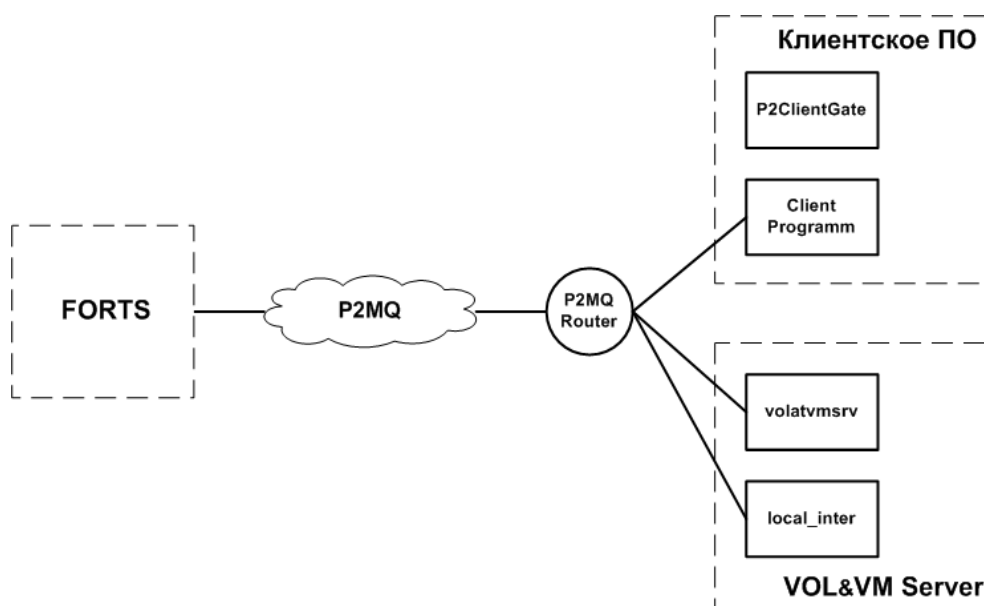 Клиентское ПО
P2ClientGate
Client
Programm
FORTS
P2MQ
P2MQ
Router
volatvmsrv
local_inter
VOL&VM Server